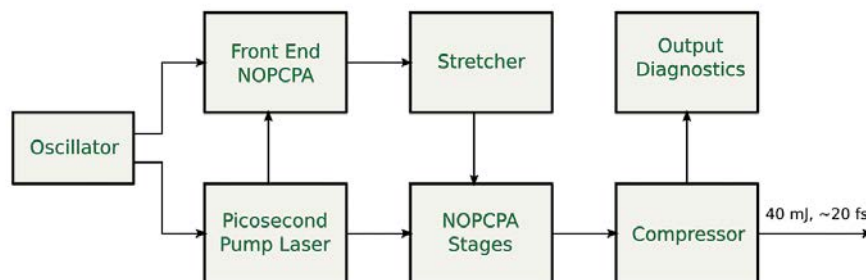 Front End
NOPCPA
Stretcher
Output
Diagnostics
Oscillator
Picosecond
Pump Laser
NOPCPA
Stages
Compressor
40 mJ, ~20 fs